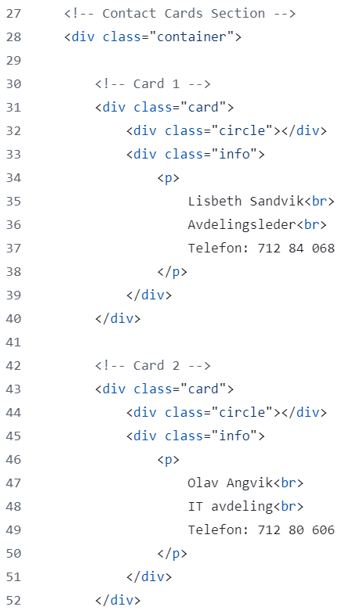 27 <!-- Contact Cards Section -->
28 <div class="container">
29
30 <!-- Card 1 -->
31 <div class="card">
32 <div class="circle"></div>
33 <div class="info">
34 <p>
35 Lisbeth Sandvik<br>
36 Avdelingsleder<br>
37 Telefon: 712 84 068
38 </p>
39 </div>
40 </div>
41
42 <!-- Card 2 -->
43 <div class="card">
44 <div class="circle"></div>
45 <div class="info">
46 <p>
47 Olav Angvik<br>
48 IT avdeling<br>
49 Telefon: 712 80 606
50 </p>
51 </div>
52 </div>